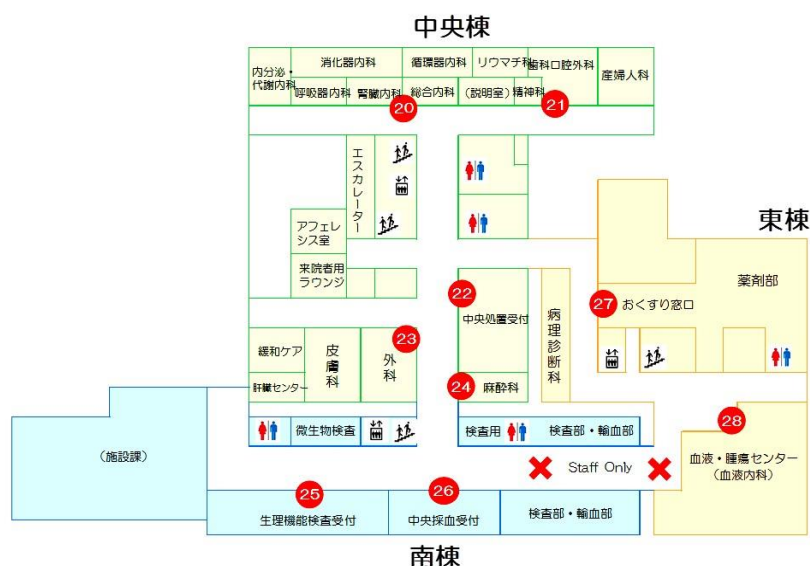 中央棟
消化器内科
循環器内科
リウマチ科
歯科口腔外科
産婦人科
内分泌・
代謝内科
呼吸器内科
腎臓内科
総合内科
(説明室)
精神科
20
21
エスカレーター
東棟
アフェレ
シス室
来院者用
ラウンジ
薬剤部
22
27
おくすり窓口
中央処置受付
病理診断科
23
緩和ケア
皮膚科
外科
肝臓センター
24
麻酔科
微生物検査
検査用
検査部・輸血部
28
(施設課)
Staff Only
血液・腫瘍センター
(血液内科)
25
26
生理機能検査受付
中央採血受付
検査部・輸血部
南棟